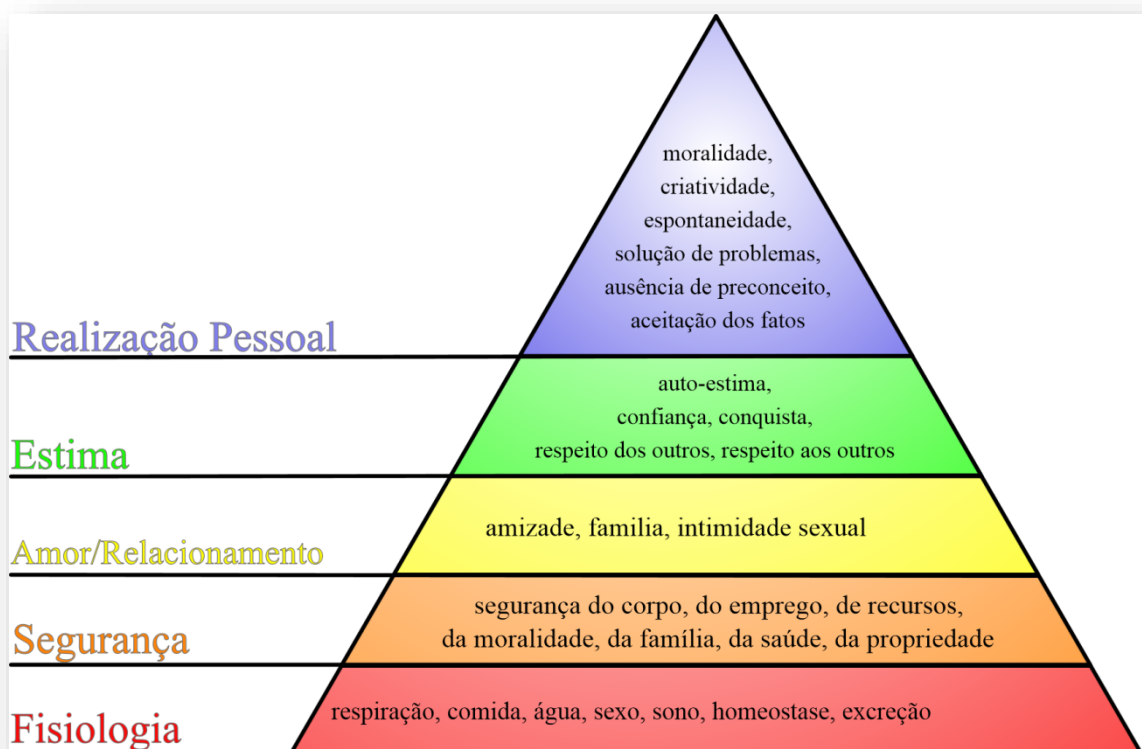 moralidade,
criatividade,
espontaneidade,
solução de problemas,
ausência de preconceito,
aceitação dos fatos
Realização Pessoal
auto-estima,
confiança, conquista,
respeito dos outros, respeito aos outros
Estima
amizade, familia, intimidade sexual
Amor/Relacionamento
segurança do corpo, do emprego, de recursos,
da moralidade, da família, da saúde, da propriedade
Segurança
respiração, comida, água, sexo, sono, homeostase, excreção
Fisiologia